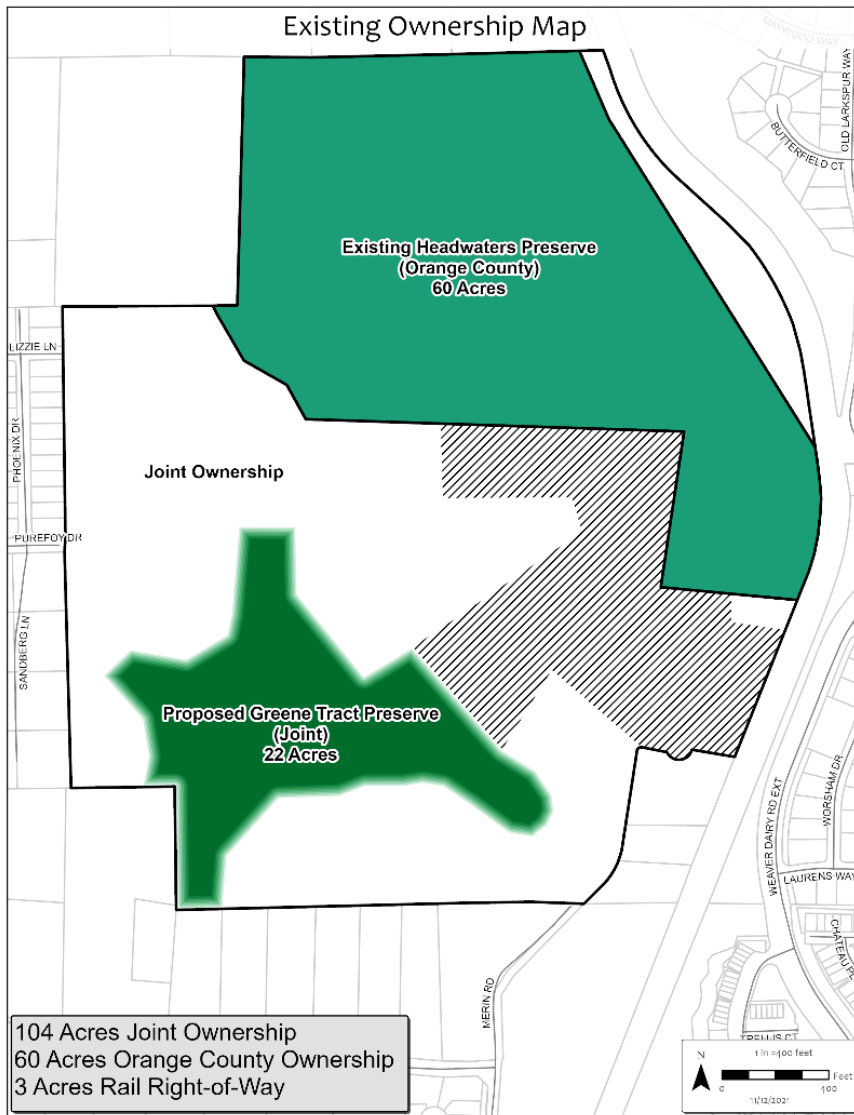 Existing Ownership Map
MAYWOOD WAY
OLD LARKSPUR WAY
BUTTERFIELD CT
Existing Headwaters Preserve
(Orange County)
60 Acres
LIZZIE LN
PHOENIX DR
Joint Ownership
PUREFOY DR
SANDBERG LN
Proposed Greene Tract Preserve
(Joint)
22 Acres
WEAVER DAIRY RD EXT
WORSHAM DR
LAURENS WAY
CHATEAU PL
MERIN RD
TRELLIS CT
104 Acres Joint Ownership
60 Acres Orange County Ownership
3 Acres Rail Right-of-Way
N
1 in =400 feet
Feet
0
400
11/12/2021